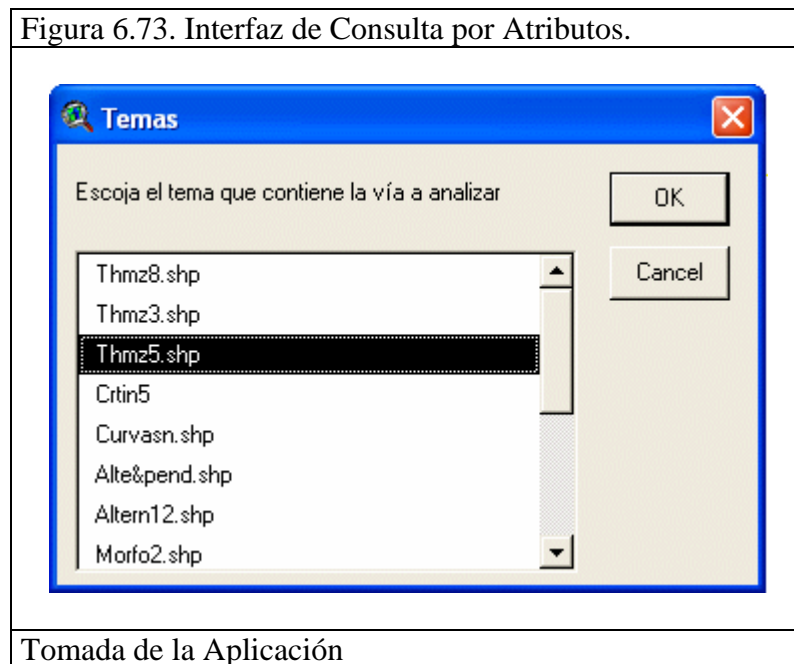 Figura 6.73. Interfaz de Consulta por Atributos.
Temas
Escoja el tema que contiene la vía a analizar
OK
Cancel
Thmz8.shp
Thmz3.shp
Thmz5.shp
Crtin5
Curvasn.shp
Alte&pend.shp
Altern12.shp
Morfo2.shp
Tomada de la Aplicación